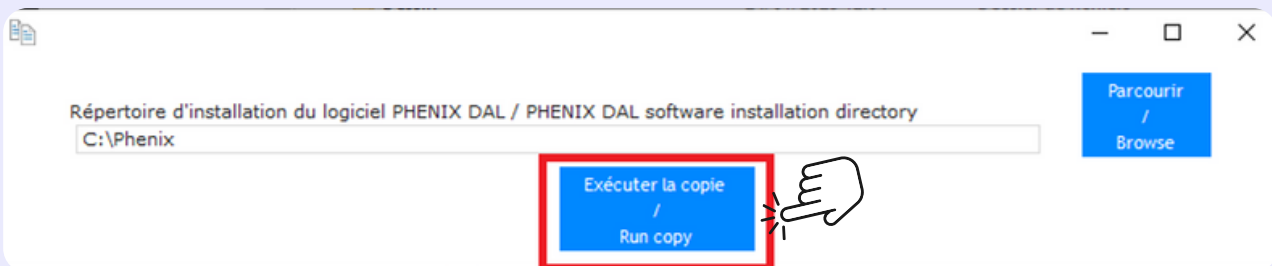 Répertoire d'installation du logiciel PHENIX DAL / PHENIX DAL software installation directory
C:\Phenix
Parcourir
/
Browse
Exécuter la copie
/
Run copy